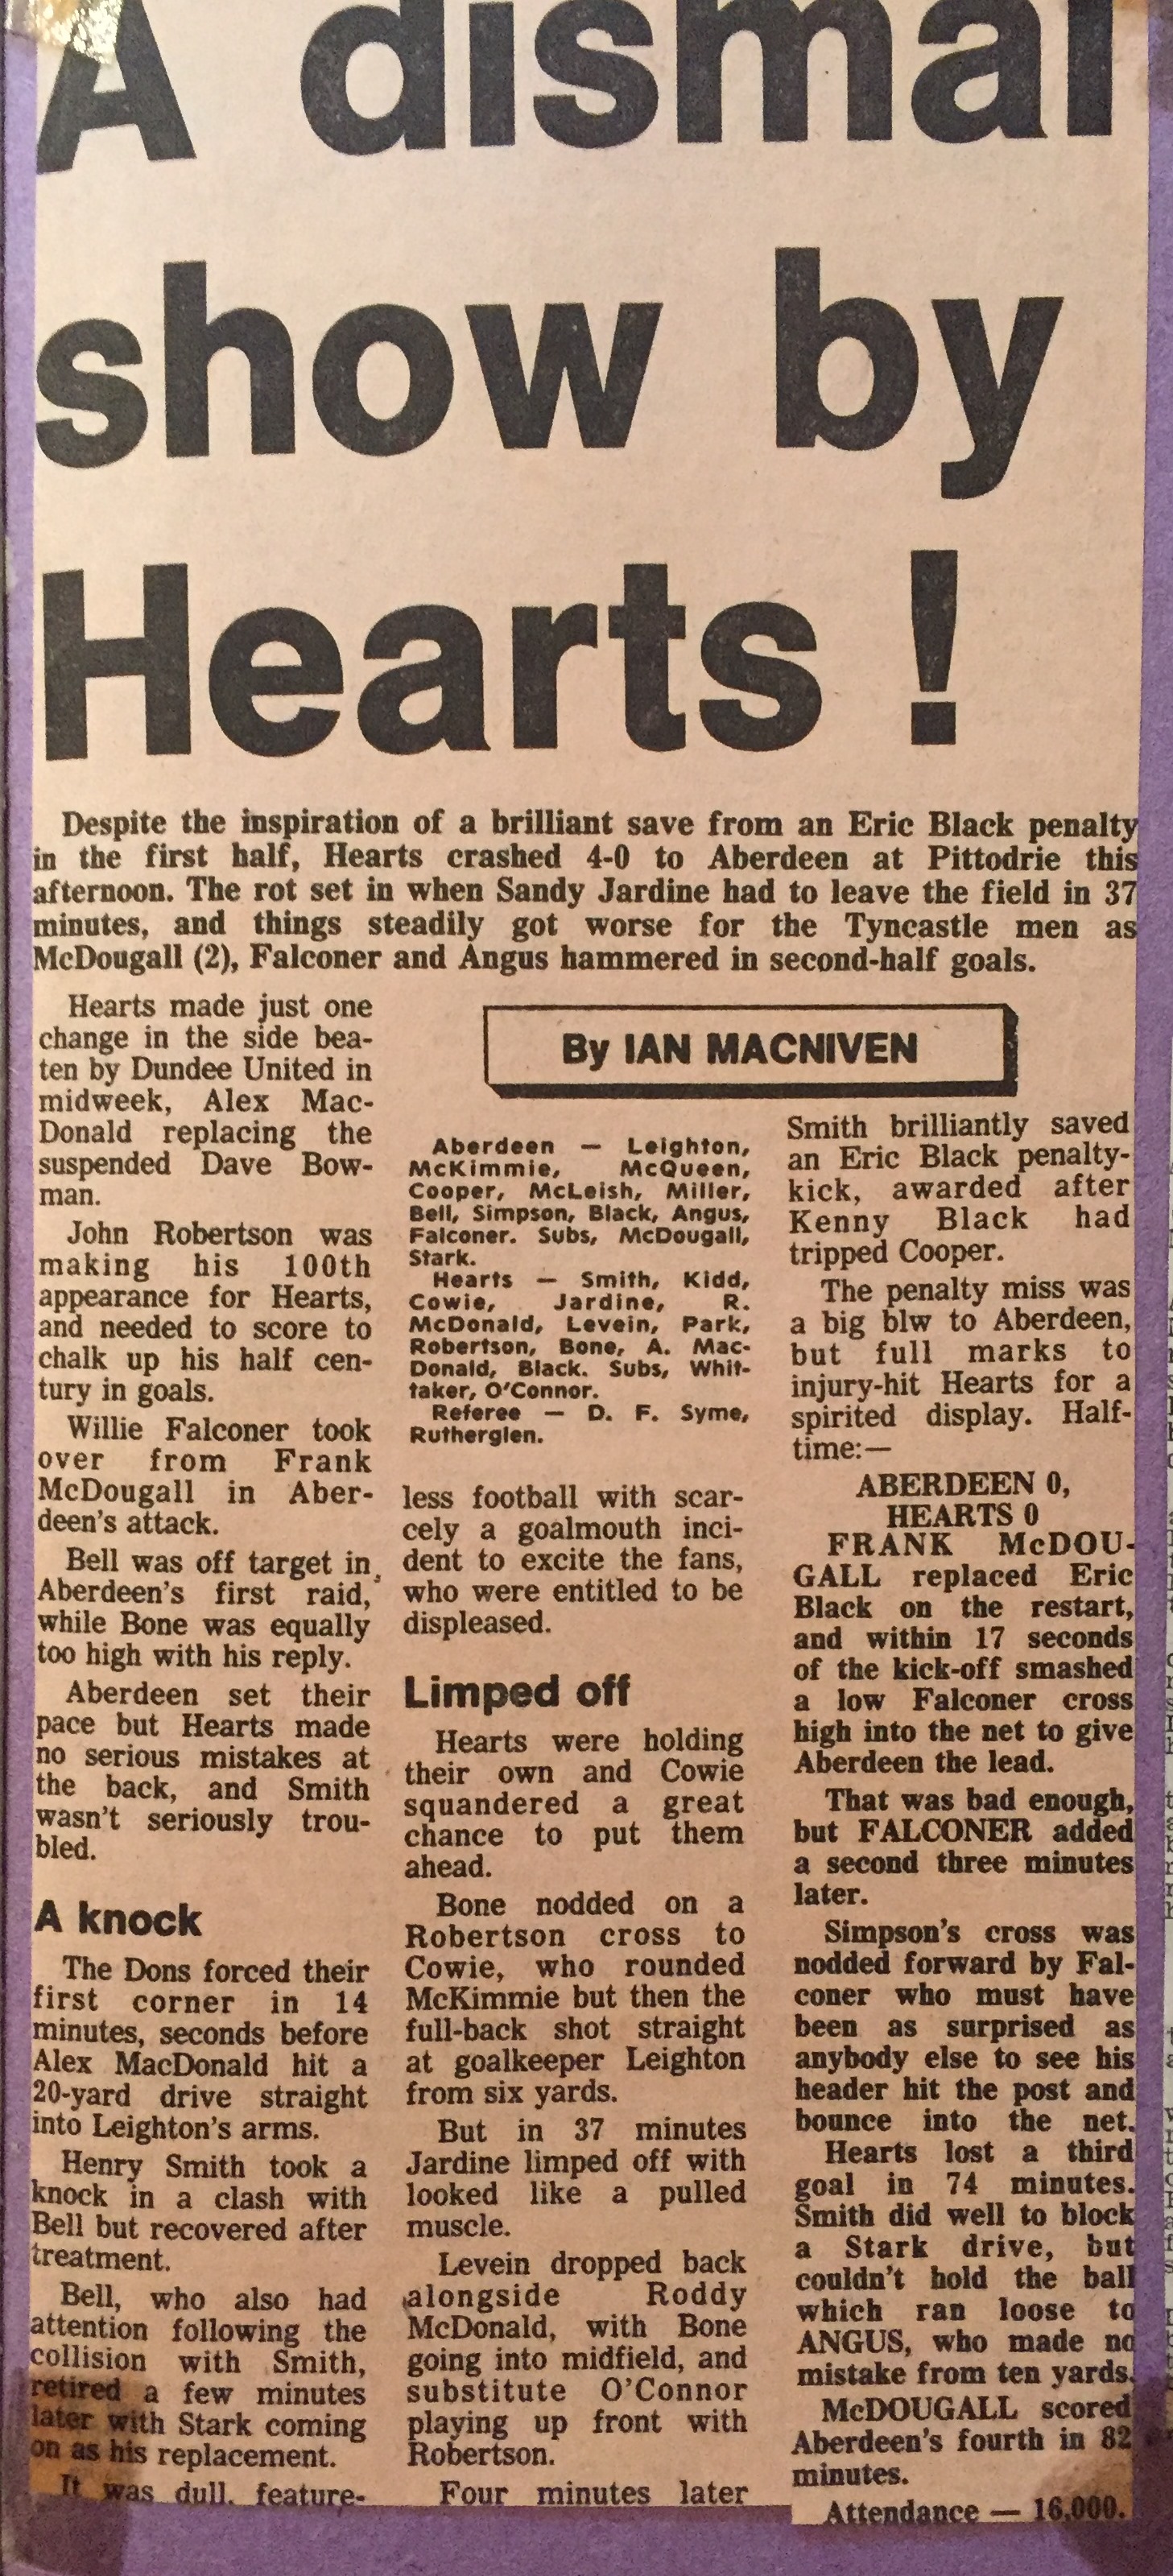 A dismal
show by
Hearts !
Despite the inspiration of a brilliant save from an Eric Black penalty
in the first half, Hearts crashed 4-0 to Aberdeen at Pittodrie this
afternoon. The rot set in when Sandy Jardine had to leave the field in 37
minutes, and things steadily got worse for the Tyncastle men as
McDougall (2), Falconer and Angus hammered in second-half goals.
Hearts made just one
change in the side bea-
ten by Dundee United in
midweek, Alex Mac-
Donald replacing the
suspended Dave Bow-
man.
John Robertson was
making his 100th
appearance for Hearts,
and needed to score to
chalk up his half cen-
tury in goals.
Willie Falconer took
over from Frank
McDougall in Aber-
deen's attack.
Bell was off target in
Aberdeen's first raid,
while Bone was equally
too high with his reply.
Aberdeen set their
pace but Hearts made
no serious mistakes at
the back, and Smith
wasn't seriously trou-
bled.
A knock
The Dons forced their
first corner in 14
minutes, seconds before
Alex MacDonald hit a
20-yard drive straight
into Leighton's arms.
Henry Smith took a
knock in a clash with
Bell but recovered after
treatment.
Bell, who also had
attention following the
collision with Smith,
retired a few minutes
later with Stark coming
on as his replacement.
It was dull, feature-
By IAN MACNIVEN
Aberdeen — Leighton,
McKimmie, McQueen,
Cooper, McLeish, Miller,
Bell, Simpson, Black, Angus,
Falconer. Subs, McDougall,
Stark.
Hearts — Smith, Kidd,
Cowie, Jardine, R.
McDonald, Levein, Park,
Robertson, Bone, A. Mac-
Donald, Black. Subs, Whit-
taker, O'Connor.
Referee — D. F. Syme,
Rutherglen.
less football with scar-
cely a goalmouth inci-
dent to excite the fans,
who were entitled to be
displeased.
Limped off
Hearts were holding
their own and Cowie
squandered a great
chance to put them
ahead.
Bone nodded on a
Robertson cross to
Cowie, who rounded
McKimmie but then the
full-back shot straight
at goalkeeper Leighton
from six yards.
But in 37 minutes
Jardine limped off with
looked like a pulled
muscle.
Levein dropped back
alongside Roddy
McDonald, with Bone
going into midfield, and
substitute O'Connor
playing up front with
Robertson.
Four minutes later
Smith brilliantly saved
an Eric Black penalty-
kick, awarded after
Kenny Black had
tripped Cooper.
The penalty miss was
a big blw to Aberdeen,
but full marks to
injury-hit Hearts for a
spirited display. Half-
time:—
ABERDEEN 0,
HEARTS 0
FRANK McDOU-
GALL replaced Eric
Black on the restart,
and within 17 seconds
of the kick-off smashed
a low Falconer cross
high into the net to give
Aberdeen the lead.
That was bad enough,
but FALCONER added
a second three minutes
later.
Simpson's cross was
nodded forward by Fal-
coner who must have
been as surprised as
anybody else to see his
header hit the post and
bounce into the net.
Hearts lost a third
goal in 74 minutes.
Smith did well to block
a Stark drive, but
couldn't hold the ball
which ran loose to
ANGUS, who made no
mistake from ten yards.
McDOUGALL scored
Aberdeen's fourth in 82
minutes.
Attendance — 16,000.